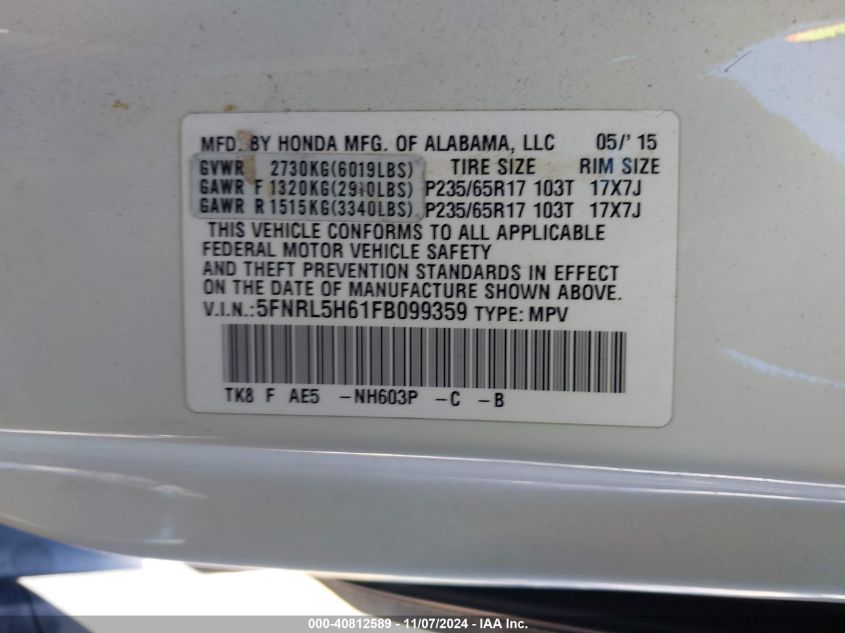 MFD. BY HONDA MFG. OF ALABAMA, LLC 05/' 15
GVWR 2730KG(6019LBS) TIRE SIZE RIM SIZE
GAWR F 1320KG(2910LBS) P235/65R17 103T 17X7J
GAWR R 1515KG(3340LBS) P235/65R17 103T 17X7J
THIS VEHICLE CONFORMS TO ALL APPLICABLE
FEDERAL MOTOR VEHICLE SAFETY
AND THEFT PREVENTION STANDARDS IN EFFECT
ON THE DATE OF MANUFACTURE SHOWN ABOVE.
V.I.N.:5FNRL5H61FB099359 TYPE: MPV
TK8 F AE5 -NH603P -C -B
000-40812589 - 11/07/2024 - IAA Inc.